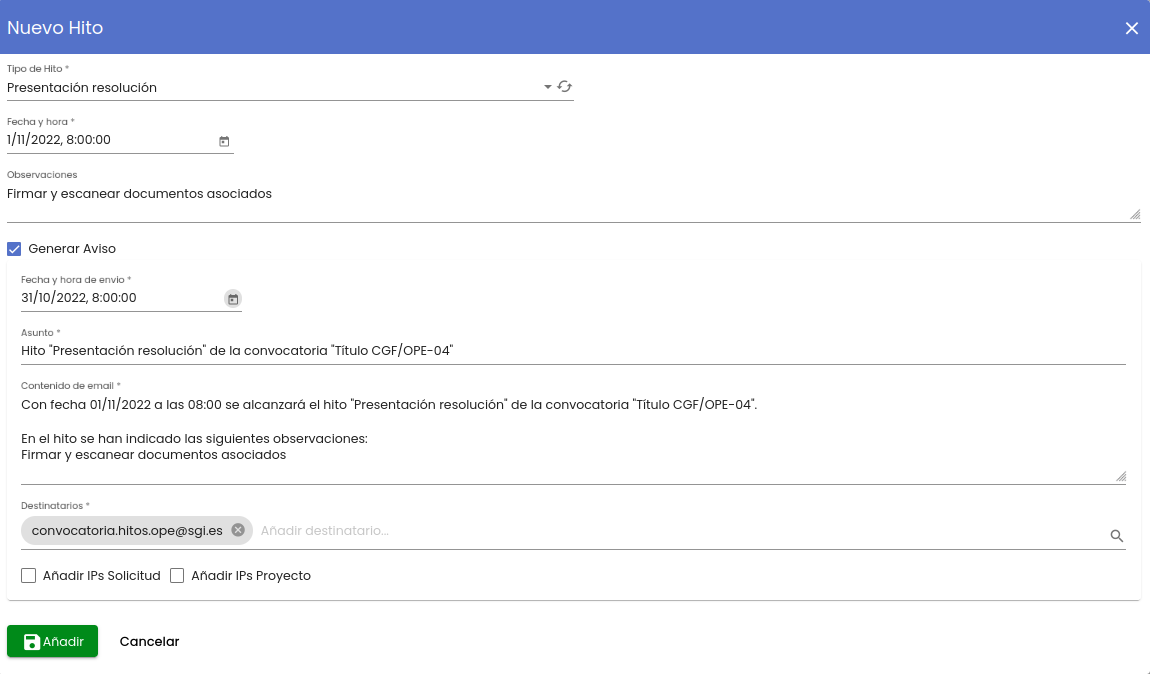 Nuevo Hito
Tipo de Hito *
Presentación resolución
Fecha y hora *
1/11/2022, 8:00:00
Observaciones
Firmar y escanear documentos asociados
Generar Aviso
Fecha y hora de envío *
31/10/2022, 8:00:00
Asunto *
Hito "Presentación resolución" de la convocatoria "Título CGF/OPE-04"
Contenido de email *
Con fecha 01/11/2022 a las 08:00 se alcanzará el hito "Presentación resolución" de la convocatoria "Título CGF/OPE-04".
En el hito se han indicado las siguientes observaciones:
Firmar y escanear documentos asociados
Destinatarios *
convocatoria.hitos.ope@sgi.es Añadir destinatario...
Añadir IPs Solicitud Añadir IPs Proyecto
Añadir Cancelar